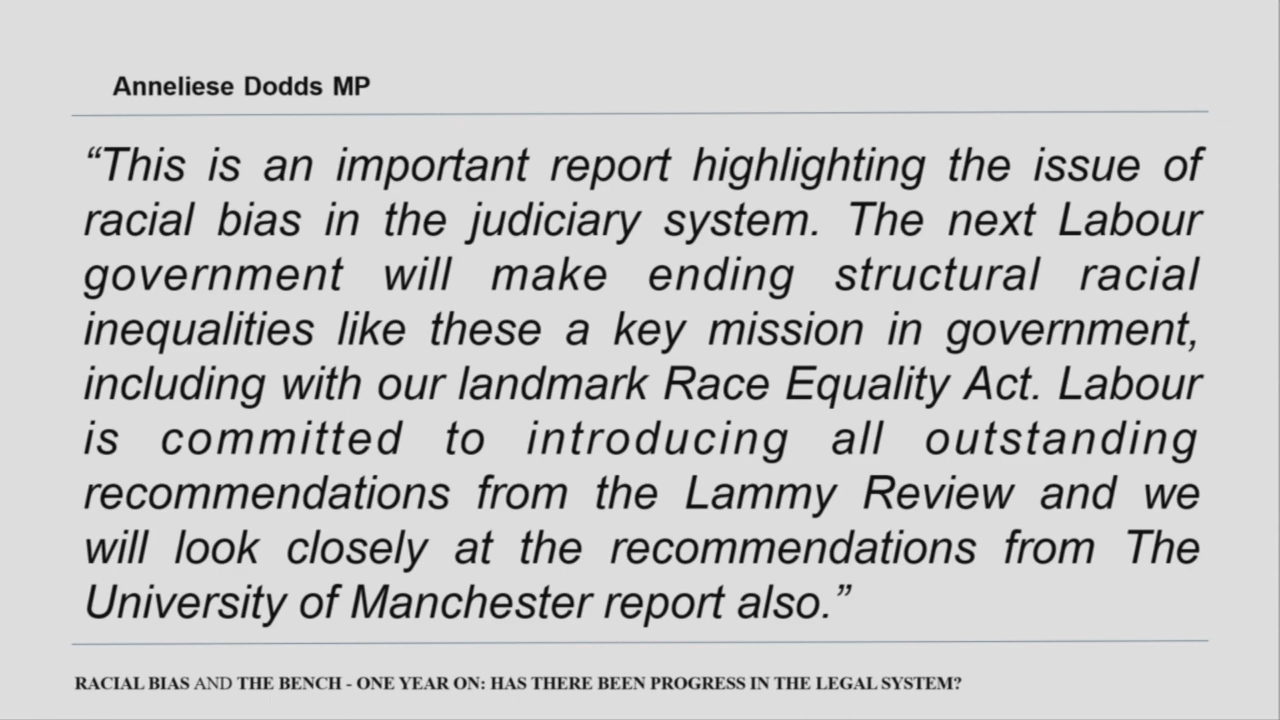 Anneliese Dodds MP
“This is an important report highlighting the issue of
racial bias in the judiciary system. The next Labour
government will make ending structural racial
inequalities like these a key mission in government,
including with our landmark Race Equality Act. Labour
is committed to introducing all outstanding
recommendations from the Lammy Review and we
will look closely at the recommendations from The
University of Manchester report also.”
RACIAL BIAS AND THE BENCH - ONE YEAR ON: HAS THERE BEEN PROGRESS IN THE LEGAL SYSTEM?